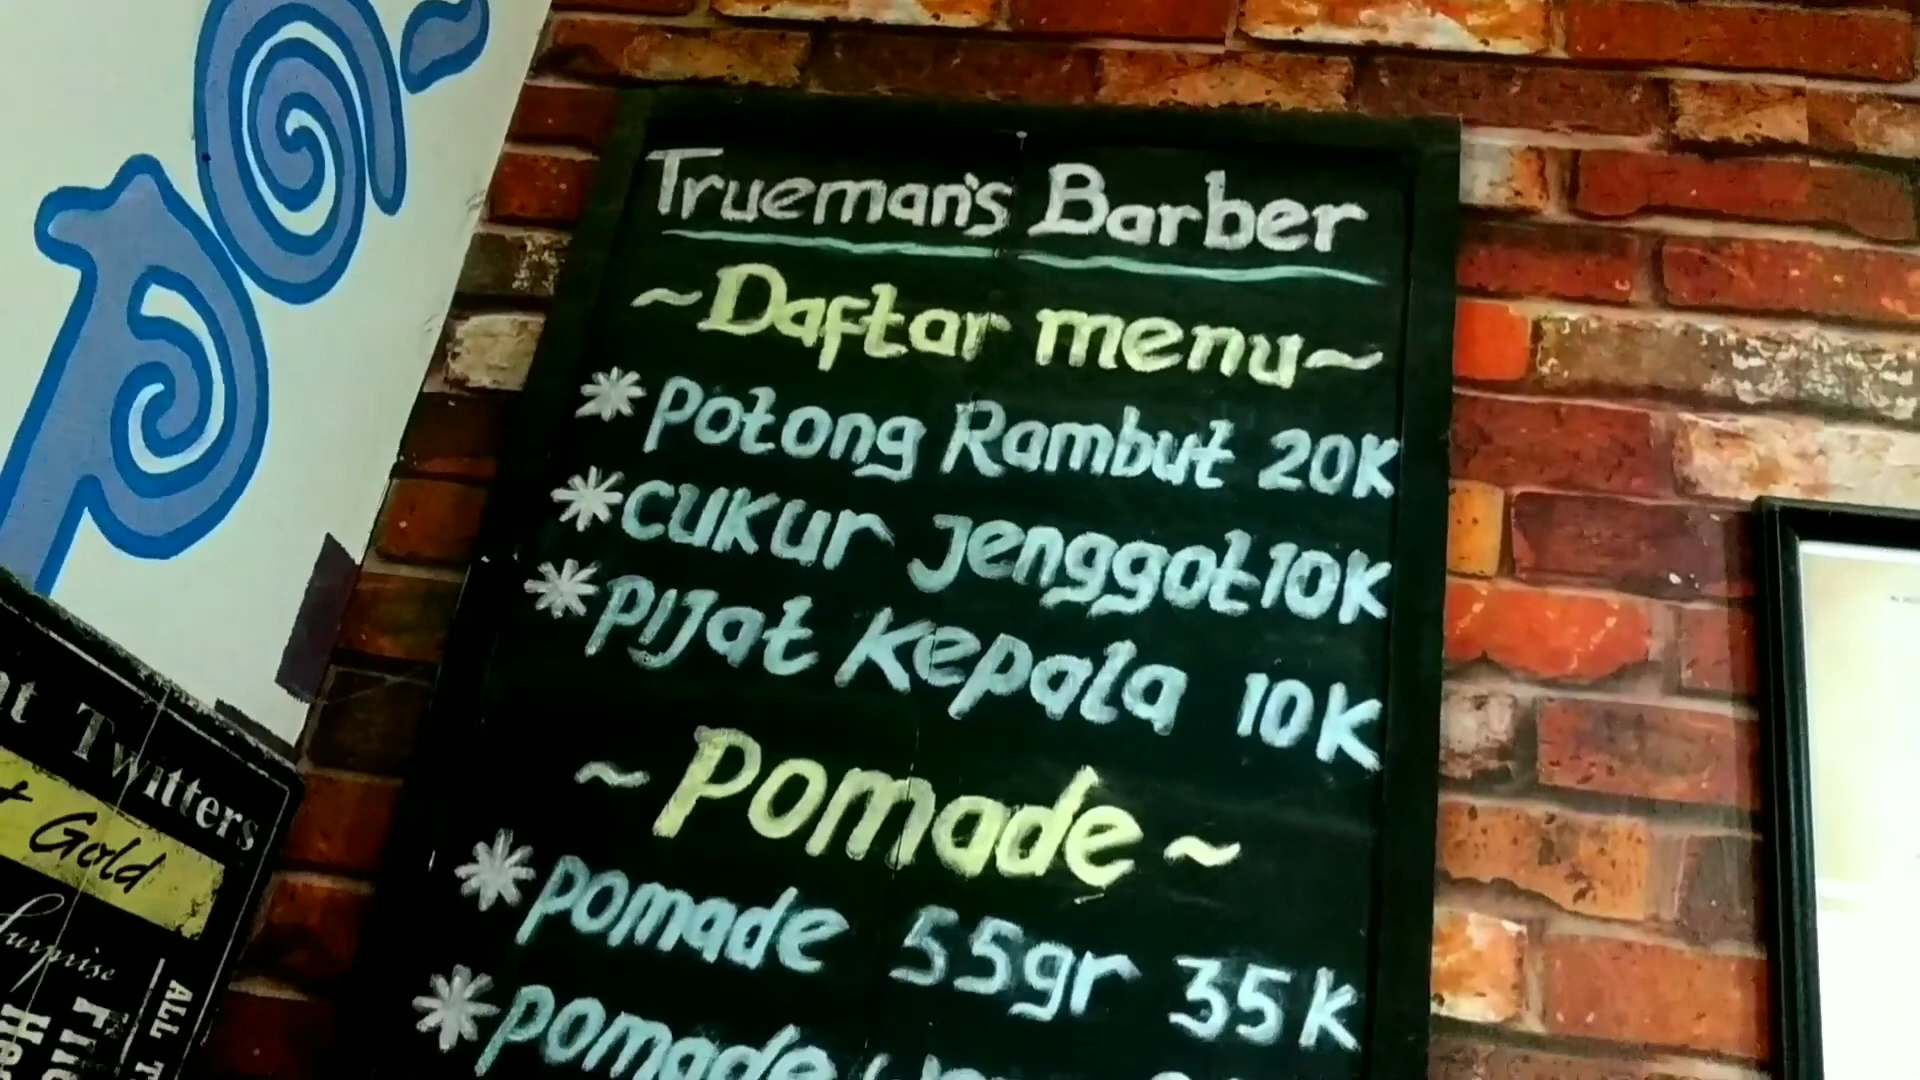 Trueman's Barber
~Daftar menu~
* Potong Rambut 20K
* Cukur Jenggot 10K
* Pijat Kepala 10K
~ Pomade ~
* Pomade 55gr 35K
* Pomade
Twitters
Gold
Surprise
ALL